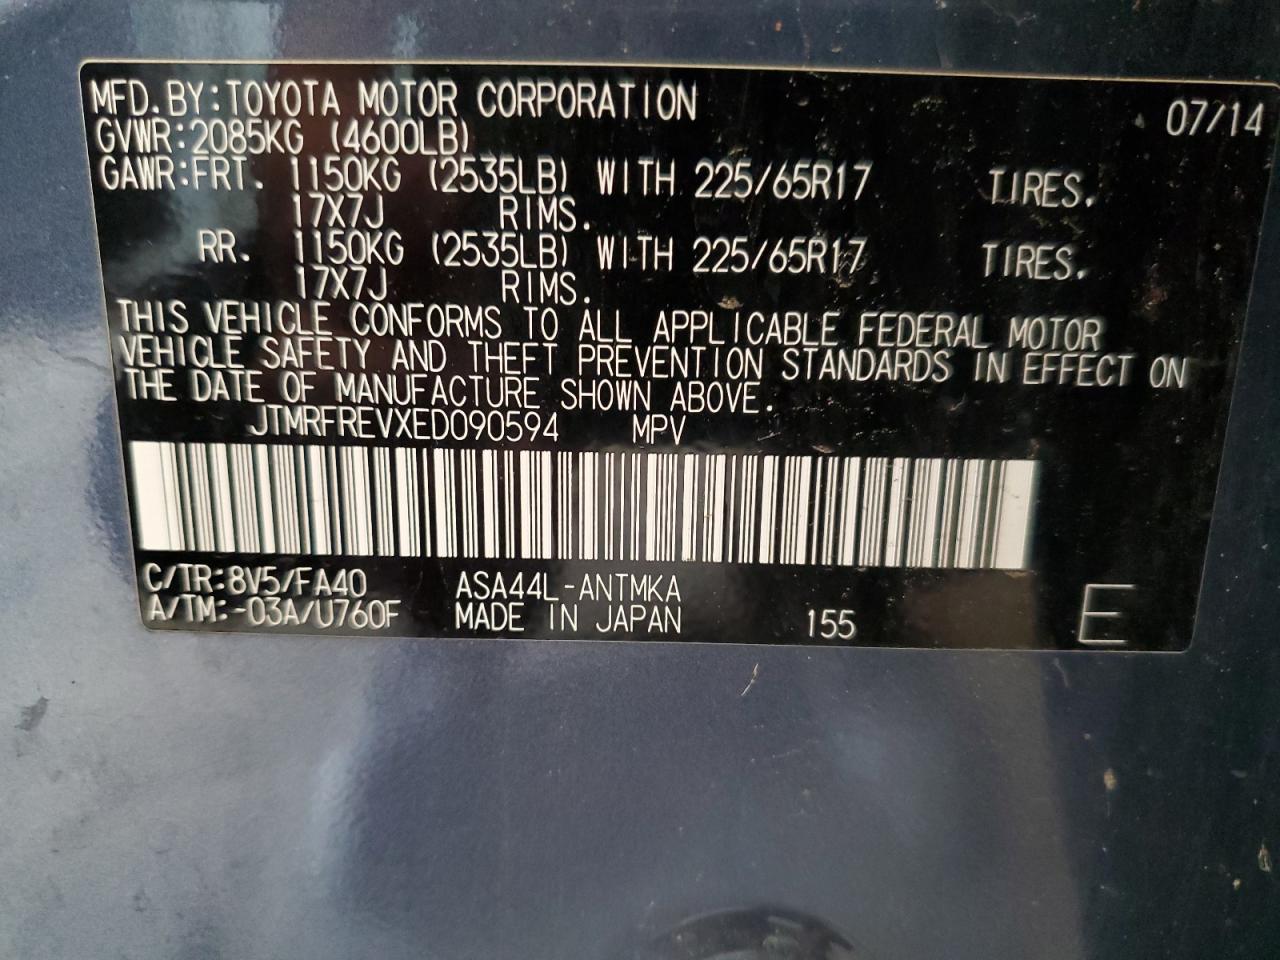 MFD.BY:TOYOTA MOTOR CORPORATION 07/14
GVWR:2085KG (4600LB)
GAWR:FRT. 1150KG (2535LB) WITH 225/65R17 TIRES.
17X7J RIMS.
RR. 1150KG (2535LB) WITH 225/65R17 TIRES.
17X7J RIMS.
THIS VEHICLE CONFORMS TO ALL APPLICABLE FEDERAL MOTOR
VEHICLE SAFETY AND THEFT PREVENTION STANDARDS IN EFFECT ON
THE DATE OF MANUFACTURE SHOWN ABOVE.
JTMRFREVXED090594 MPV
C/TR:8V5/FA40 ASA44L-ANTMKA
A/TM:-03A/U760F MADE IN JAPAN 155 E